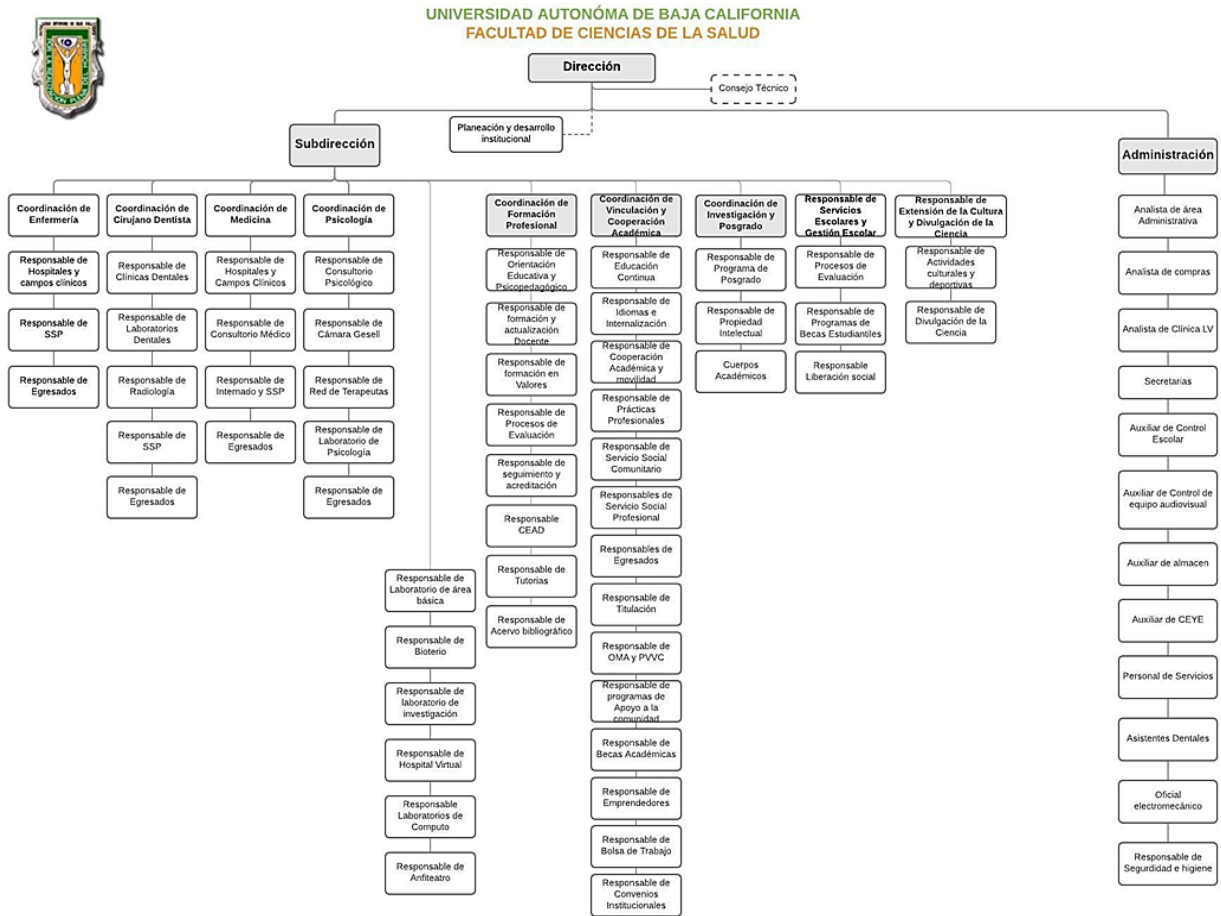 UNIVERSIDAD AUTONÓMA DE BAJA CALIFORNIA
FACULTAD DE CIENCIAS DE LA SALUD
Dirección
Consejo Técnico
Planeación y desarrollo
institucional
Subdirección
Administración
Coordinación de
Enfermería
Responsable de
Hospitales y
campos clínicos
Responsable de
SSP
Responsable de
Egresados
Coordinación de
Cirujano Dentista
Responsable de
Clínicas Dentales
Responsable de
Laboratorios
Dentales
Responsable de
Radiología
Responsable de
SSP
Responsable de
Egresados
Coordinación de
Medicina
Responsable de
Hospitales y
Campos Clínicos
Responsable de
Consultorio Médico
Responsable de
Internado y SSP
Responsable de
Egresados
Coordinación de
Psicología
Responsable de
Consultorio
Psicológico
Responsable de
Cámara Gesell
Responsable de
Red de Terapeutas
Responsable de
Laboratorio de
Psicología
Responsable de
Egresados
Responsable de
Laboratorio de área
básica
Responsable de
Bioterio
Responsable de
laboratorio de
investigación
Responsable de
Hospital Virtual
Responsable
Laboratorios de
Computo
Responsable de
Anfiteatro
Coordinación de
Formación
Profesional
Responsable de
Orientación
Educativa y
Psicopedagógico
Responsable de
formación y
actualización
Docente
Responsable de
formación en
Valores
Responsable de
Procesos de
Evaluación
Responsable de
seguimiento y
acreditación
Responsable
CEAD
Responsable de
Tutorias
Responsable de
Acervo bibliográfico
Coordinación de
Vinculación y
Cooperación
Académica
Responsable de
Educación
Continua
Responsable de
Idiomas e
Internalización
Responsable de
Cooperación
Académica y
movilidad
Responsable de
Prácticas
Profesionales
Responsable de
Servicio Social
Comunitario
Responsables de
Servicio Social
Profesional
Responsables de
Egresados
Responsable de
Titulación
Responsable de
OMA y PVVC
Responsable de
programas de
Apoyo a la
comunidad
Responsable de
Becas Académicas
Responsable de
Emprendedores
Responsable de
Bolsa de Trabajo
Responsable de
Convenios
Institucionales
Coordinación de
Investigación y
Posgrado
Responsable de
Programa de
Posgrado
Responsable de
Propiedad
Intelectual
Cuerpos
Académicos
Responsable de
Servicios
Escolares y
Gestión Escolar
Responsable de
Procesos de
Evaluación
Responsable de
Programas de
Becas Estudiantiles
Responsable
Liberación social
Responsable de
Extensión de la Cultura
y Divulgación de la
Ciencia
Responsable de
Actividades
culturales y
deportivas
Responsable de
Divulgación de la
Ciencia
Analista de área
Administrativa
Analista de compras
Analista de Clínica LV
Secretarias
Auxiliar de Control
Escolar
Auxiliar de Control de
equipo audiovisual
Auxiliar de almacen
Auxiliar de CEYE
Personal de Servicios
Asistentes Dentales
Oficial
electromecánico
Responsable de
Segurdidad e higiene